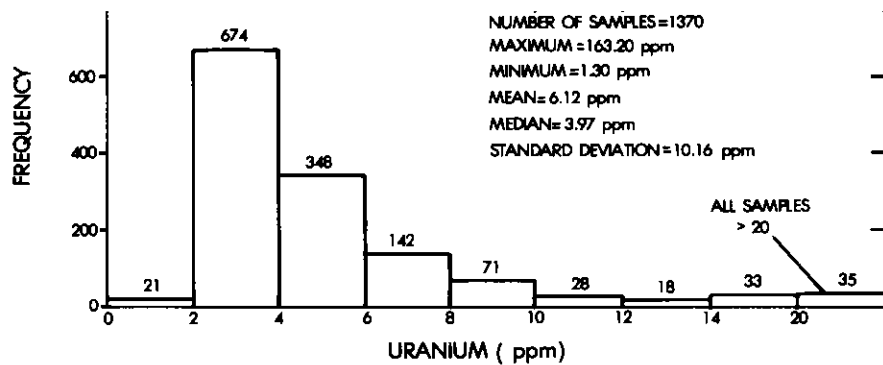 NUMBER OF SAMPLES=1370
MAXIMUM=163.20 ppm
MINIMUM=1.30 ppm
MEAN=6.12 ppm
MEDIAN=3.97 ppm
STANDARD DEVIATION=10.16 ppm
FREQUENCY
600
400
200
0
21
674
348
142
71
28
18
33
35
ALL SAMPLES
> 20
0 2 4 6 8 10 12 14 20
URANIUM ( ppm)